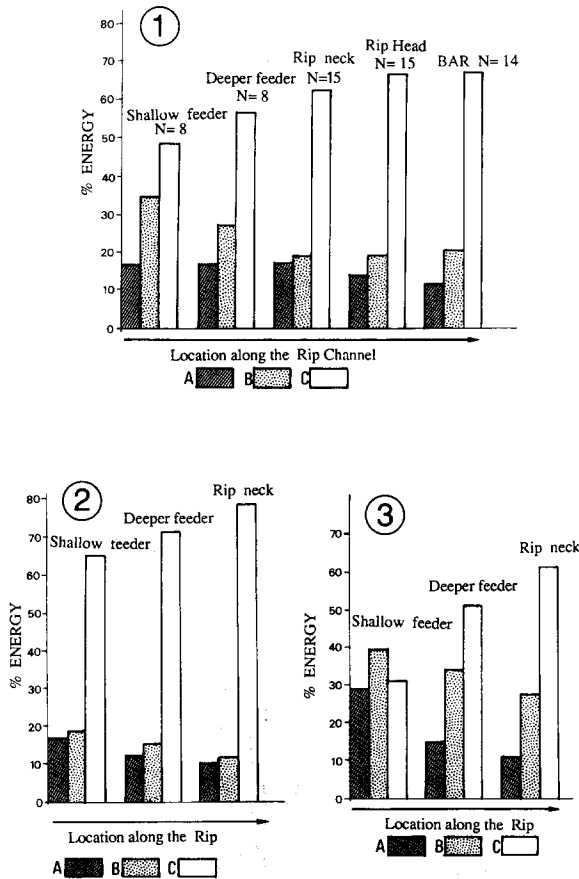 1
80
70
60
50
40
30
20
10
0
% ENERGY
Shallow feeder
N= 8
Deeper feeder
N= 8
Rip neck
N=15
Rip Head
N= 15
BAR N= 14
Location along the Rip Channel
A B C
2
80
70
60
50
40
30
20
10
0
% ENERGY
Shallow teeder
Deeper feeder
Rip neck
Location along the Rip
A B C
3
70
60
50
40
30
20
10
0
% ENERGY
Shallow feeder
Deeper feeder
Rip neck
Location along the Rip
A B C